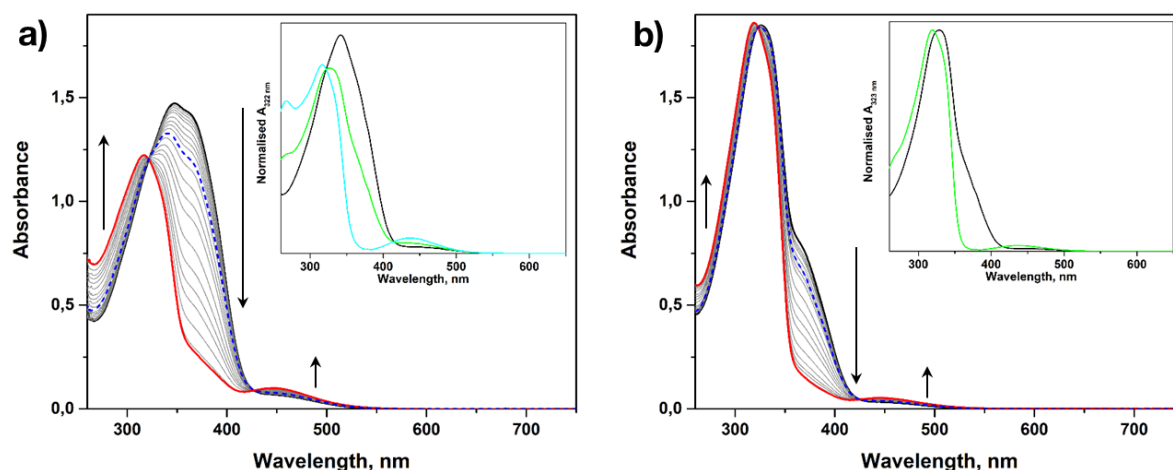 a)
Absorbance
1,5
1,0
0,5
0,0
300 400 500 600 700
Wavelength, nm
Normalised A322 nm
300 400 500 600
Wavelength, nm
b)
Absorbance
1,5
1,0
0,5
0,0
300 400 500 600 700
Wavelength, nm
Normalised A323 nm
300 400 500 600
Wavelength, nm